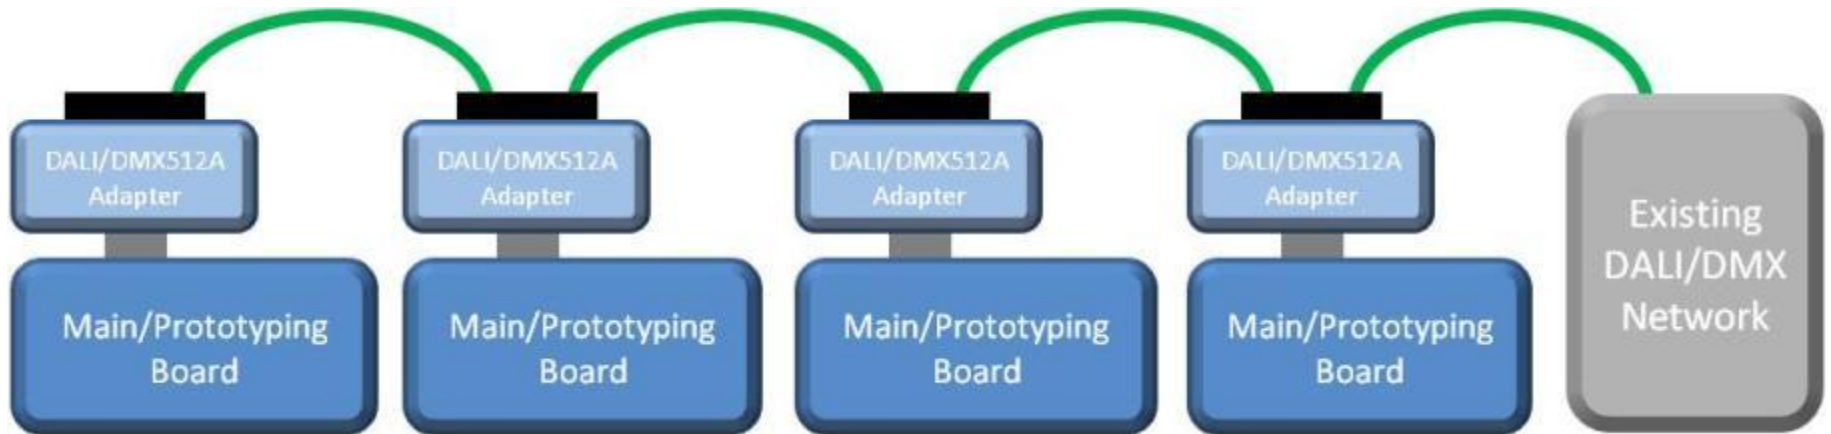 DALI/DMX512A
Adapter
DALI/DMX512A
Adapter
DALI/DMX512A
Adapter
DALI/DMX512A
Adapter
Main/Prototyping
Board
Main/Prototyping
Board
Main/Prototyping
Board
Main/Prototyping
Board
Existing
DALI/DMX
Network